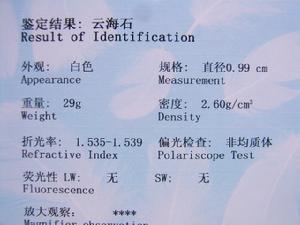 鉴定结果: 云海石
Result of Identification
外观: 白色 规格: 直径0.99 cm
Appearance Measurement
重量: 29g 密度: 2.60g/cm³
Weight Density
折光率: 1.535-1.539 偏光检查: 非均质体
Refractive Index Polariscope Test
荧光性 LW: 无 SW: 无
Fluorescence
放大观察: ****
Magnifier observation